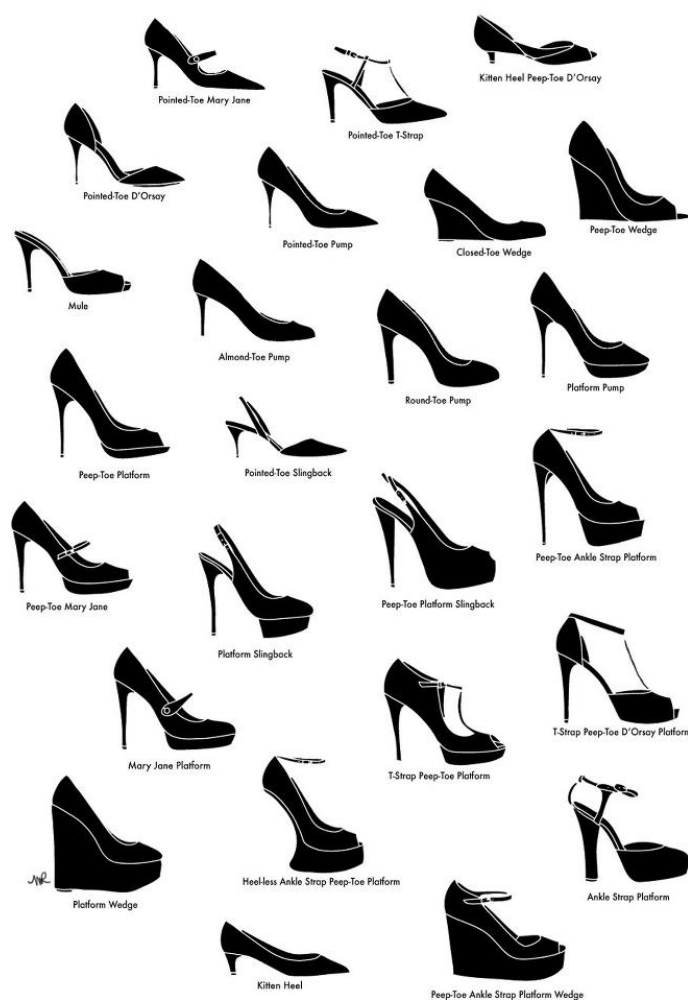 Pointed-Toe Mary Jane
Pointed-Toe T-Strap
Kitten Heel Peep-Toe D'Orsay
Pointed-Toe D'Orsay
Pointed-Toe Pump
Closed-Toe Wedge
Peep-Toe Wedge
Mule
Almond-Toe Pump
Round-Toe Pump
Platform Pump
Peep-Toe Platform
Pointed-Toe Slingback
Peep-Toe Ankle Strap Platform
Peep-Toe Mary Jane
Platform Slingback
Peep-Toe Platform Slingback
T-Strap Peep-Toe D'Orsay Platform
Mary Jane Platform
T-Strap Peep-Toe Platform
Platform Wedge
Heel-less Ankle Strap Peep-Toe Platform
Ankle Strap Platform
Kitten Heel
Peep-Toe Ankle Strap Platform Wedge